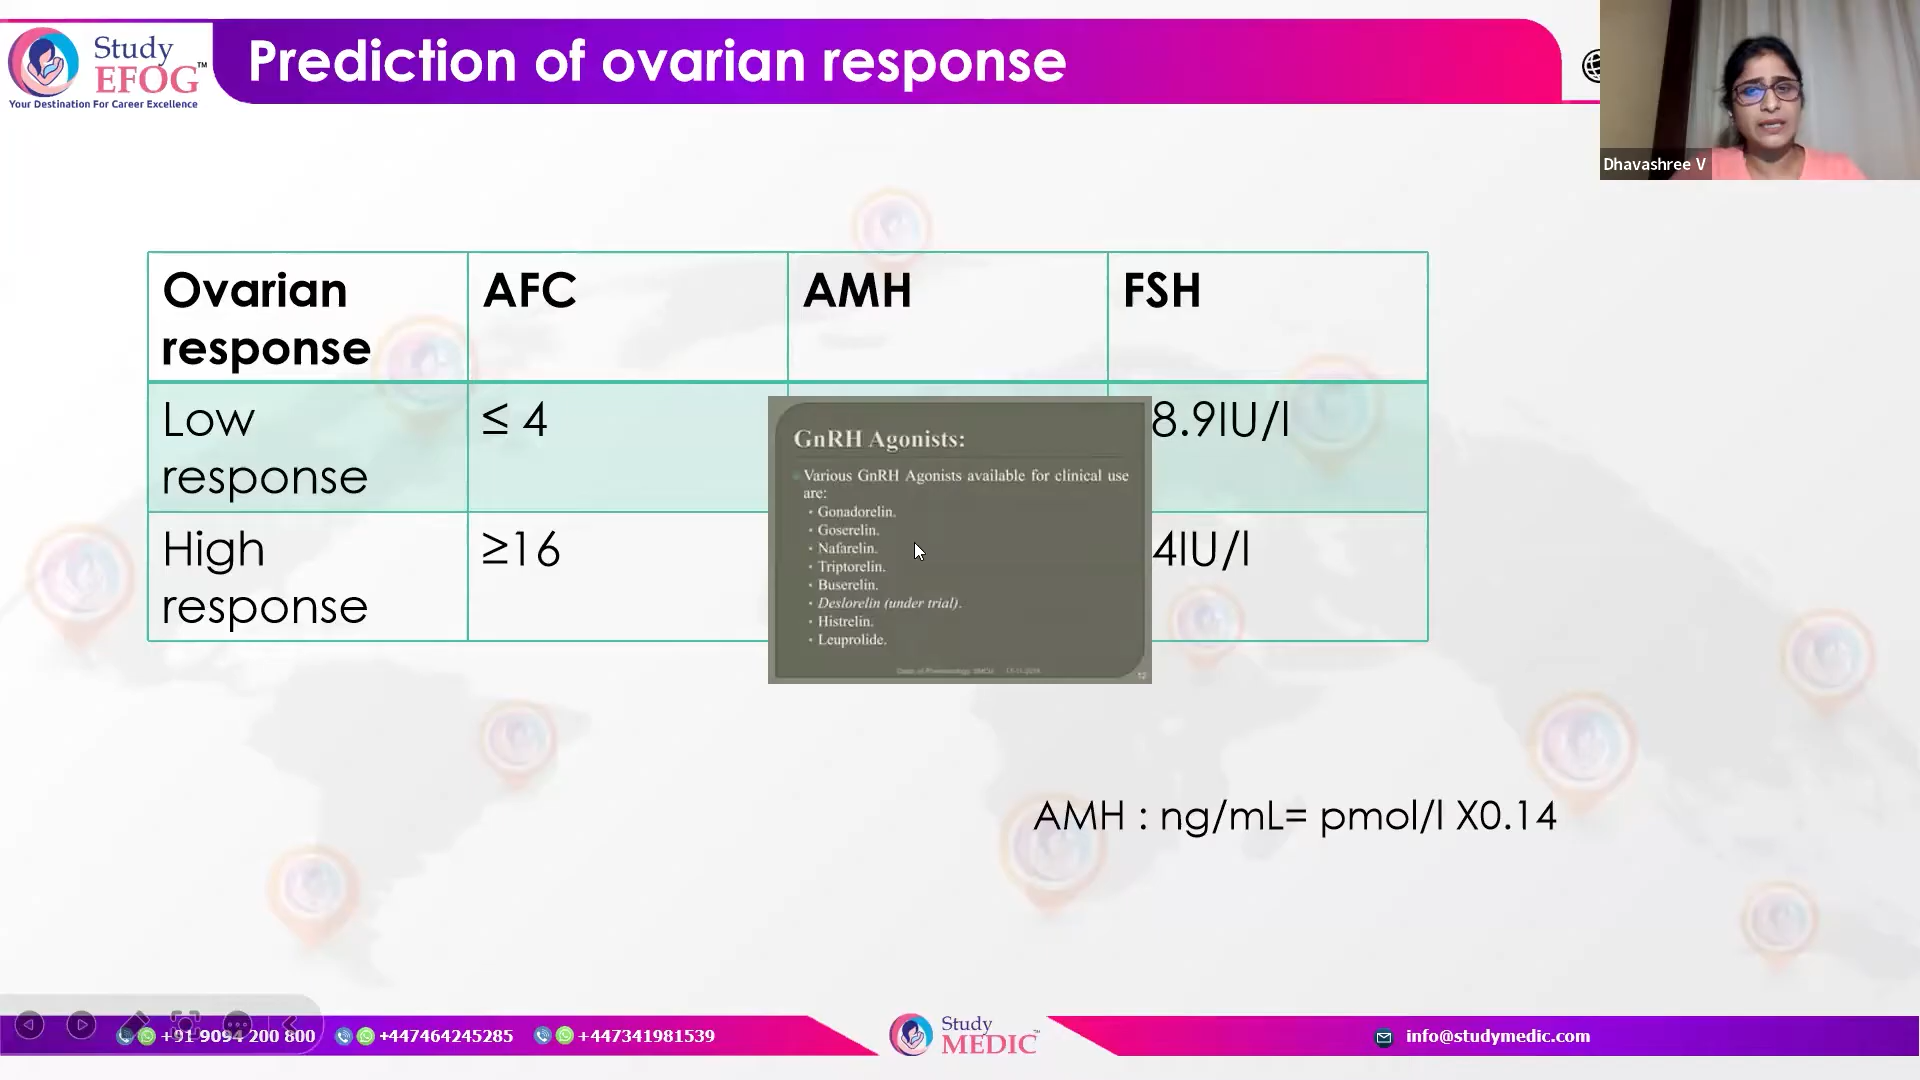 Study
EFOG™
Your Destination For Career Excellence
Prediction of ovarian response
Dhavashree V
Ovarian response
AFC
AMH
FSH
Low response
≤ 4
8.9IU/l
High response
≥16
4IU/l
GnRH Agonists:
Various GnRH Agonists available for clinical use
are:
• Gonadorelin.
• Goserelin.
• Nafarelin.
• Triptorelin.
• Buserelin.
• Deslorelin (under trial).
• Histrelin.
• Leuprolide.
12
AMH : ng/mL= pmol/l X0.14
+91 9094 200 800
+447464245285
+447341981539
Study
MEDIC™
info@studymedic.com